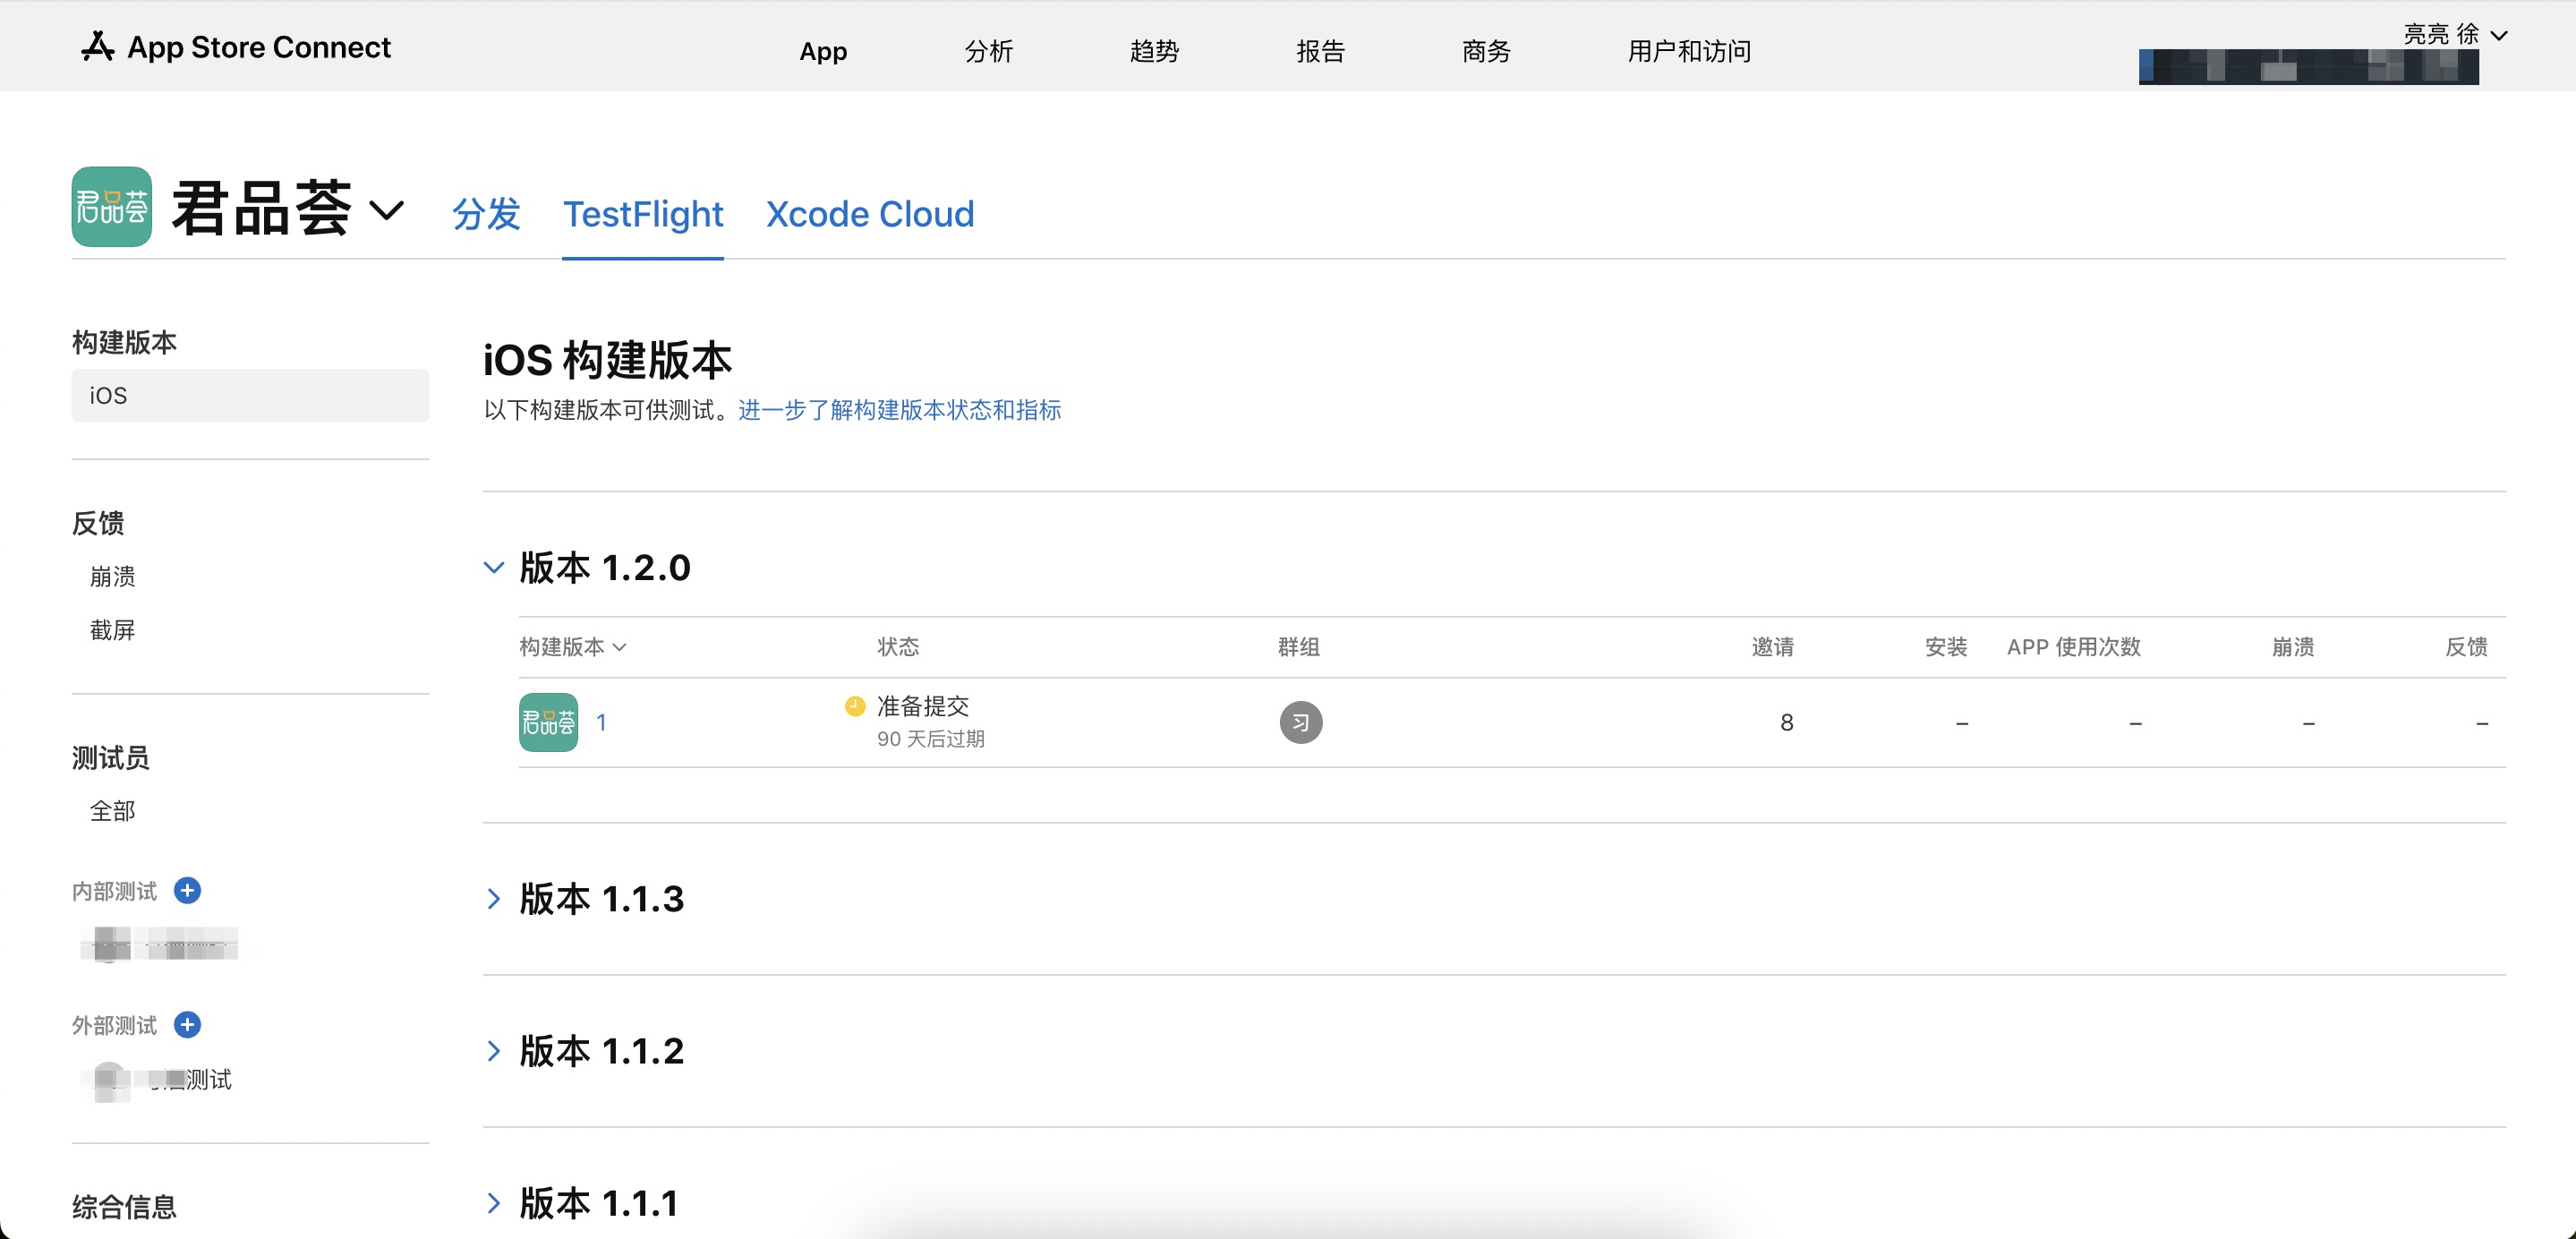 App Store Connect
App
分析
趋势
报告
商务
用户和访问
亮亮 徐
君品荟
君品荟
分发
TestFlight
Xcode Cloud
构建版本
iOS
反馈
崩溃
截屏
测试员
全部
内部测试
外部测试
测试
综合信息
iOS 构建版本
以下构建版本可供测试。进一步了解构建版本状态和指标
版本 1.2.0
构建版本
状态
群组
邀请
安装
APP 使用次数
崩溃
反馈
君品荟
1
准备提交
90 天后过期
习
8
–
–
–
–
版本 1.1.3
版本 1.1.2
版本 1.1.1